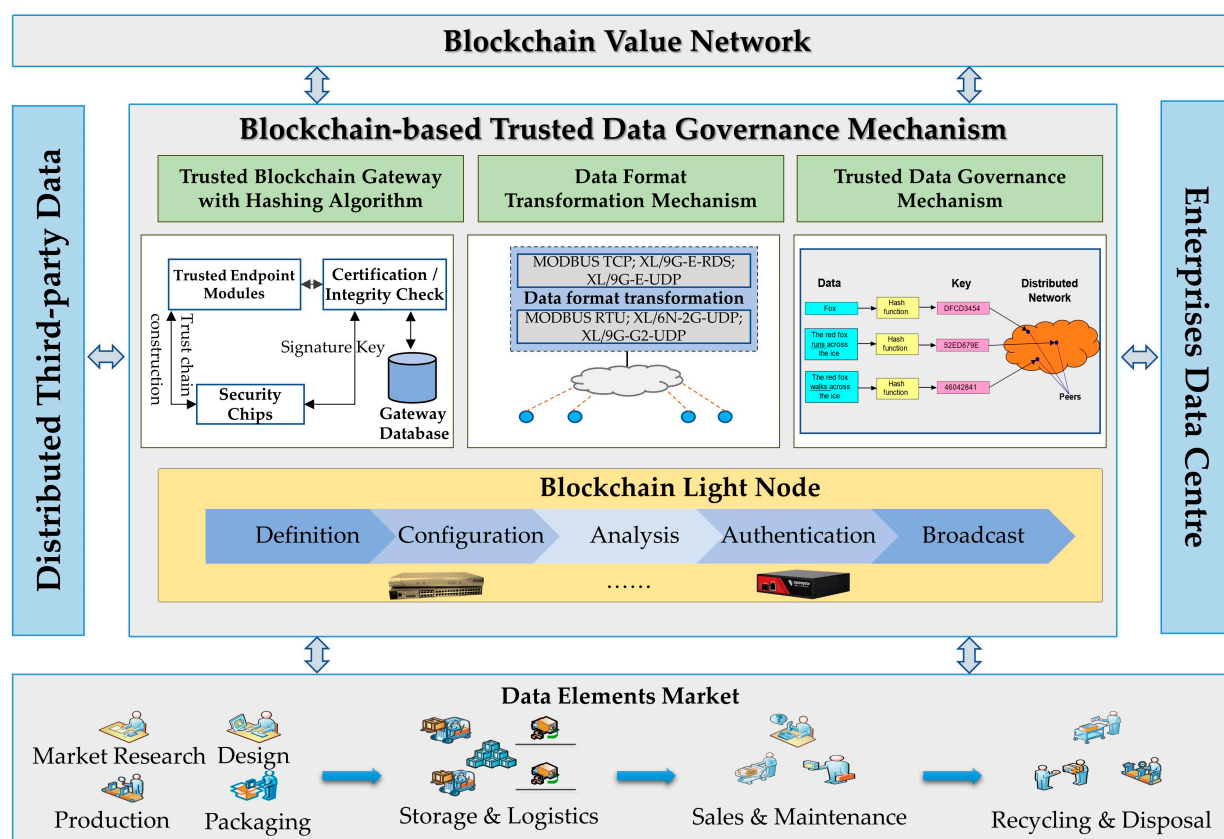 Blockchain Value Network
Distributed Third-party Data
Blockchain-based Trusted Data Governance Mechanism
Trusted Blockchain Gateway
with Hashing Algorithm
Data Format
Transformation Mechanism
Trusted Data Governance
Mechanism
Trusted Endpoint
Modules
Certification /
Integrity Check
Trust chain
construction
Signature Key
Security
Chips
Gateway
Database
MODBUS TCP; XL/9G-E-RDS;
XL/9G-E-UDP
Data format transformation
MODBUS RTU; XL/6N-2G-UDP;
XL/9G-G2-UDP
Data
Key
Distributed
Network
Fox
Hash
function
DFCD3454
The red fox
runs across
the ice
Hash
function
52ED879E
The red fox
walks across
the ice
Hash
function
46042841
Peers
Blockchain Light Node
Definition
Configuration
Analysis
Authentication
Broadcast
......
opengear
Enterprises Data Centre
Data Elements Market
Market Research
Design
Production
Packaging
Storage & Logistics
Sales & Maintenance
Recycling & Disposal